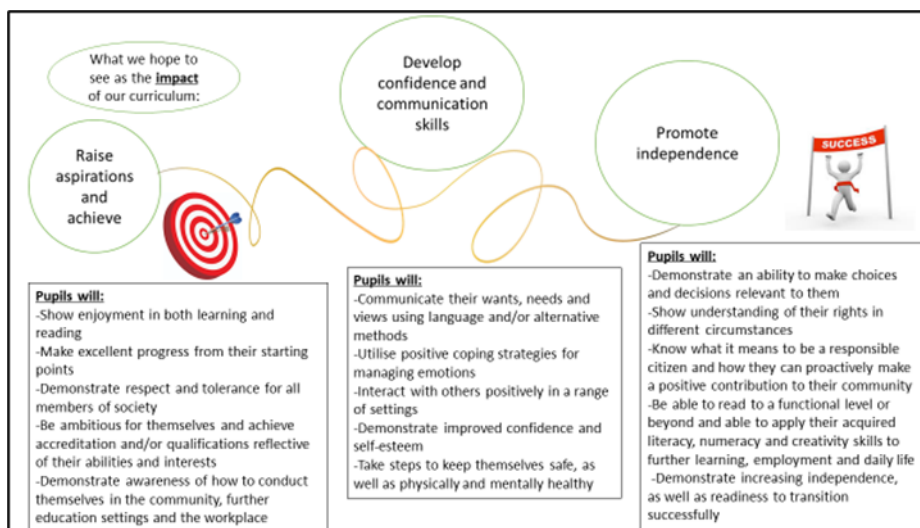 What we hope to
see as the impact
of our curriculum:
Raise
aspirations
and
achieve
Develop
confidence and
communication
skills
Promote
independence
SUCCESS
Pupils will:
-Show enjoyment in both learning and
reading
-Make excellent progress from their starting
points
-Demonstrate respect and tolerance for all
members of society
-Be ambitious for themselves and achieve
accreditation and/or qualifications reflective
of their abilities and interests
-Demonstrate awareness of how to conduct
themselves in the community, further
education settings and the workplace
Pupils will:
-Communicate their wants, needs and
views using language and/or alternative
methods
-Utilise positive coping strategies for
managing emotions
-Interact with others positively in a range
of settings
-Demonstrate improved confidence and
self-esteem
-Take steps to keep themselves safe, as
well as physically and mentally healthy
Pupils will:
-Demonstrate an ability to make choices
and decisions relevant to them
-Show understanding of their rights in
different circumstances
-Know what it means to be a responsible
citizen and how they can proactively make
a positive contribution to their community
-Be able to read to a functional level or
beyond and able to apply their acquired
literacy, numeracy and creativity skills to
further learning, employment and daily life
-Demonstrate increasing independence,
as well as readiness to transition
successfully